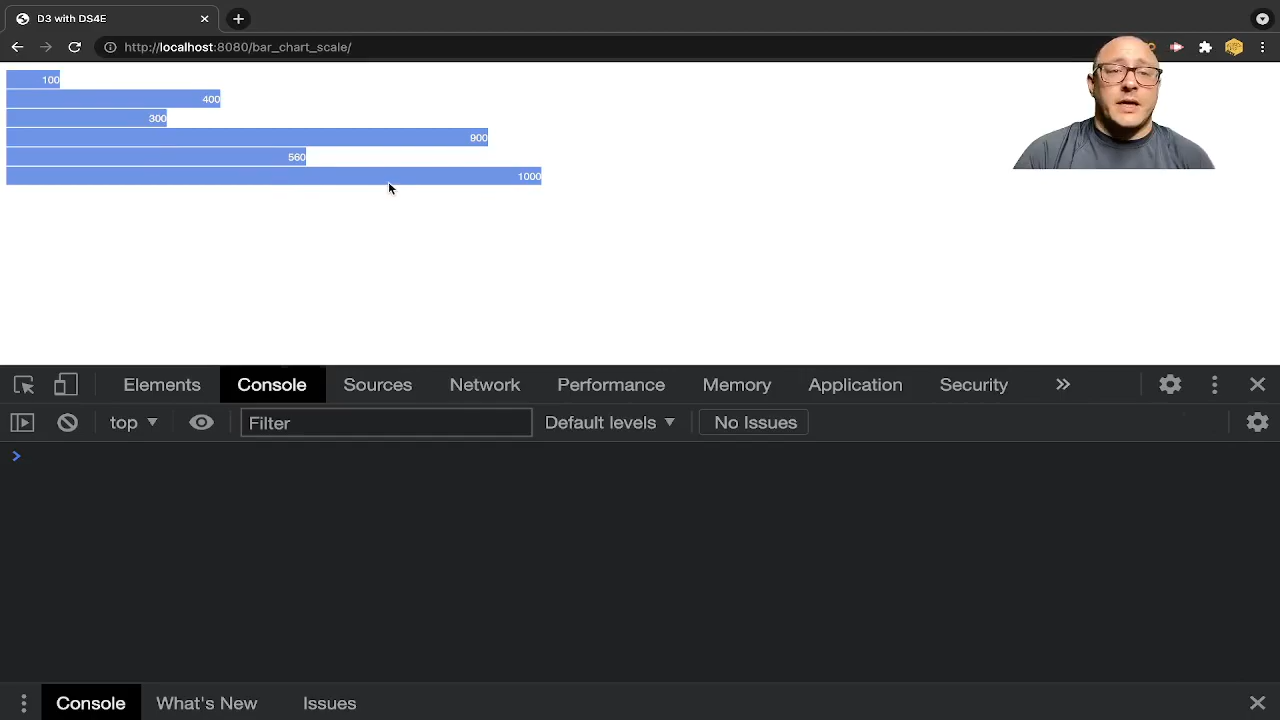 D3 with DS4E
http://localhost:8080/bar_chart_scale/
100
400
300
900
560
1000
Elements Console Sources Network Performance Memory Application Security
top Filter Default levels No Issues
Console What's New Issues